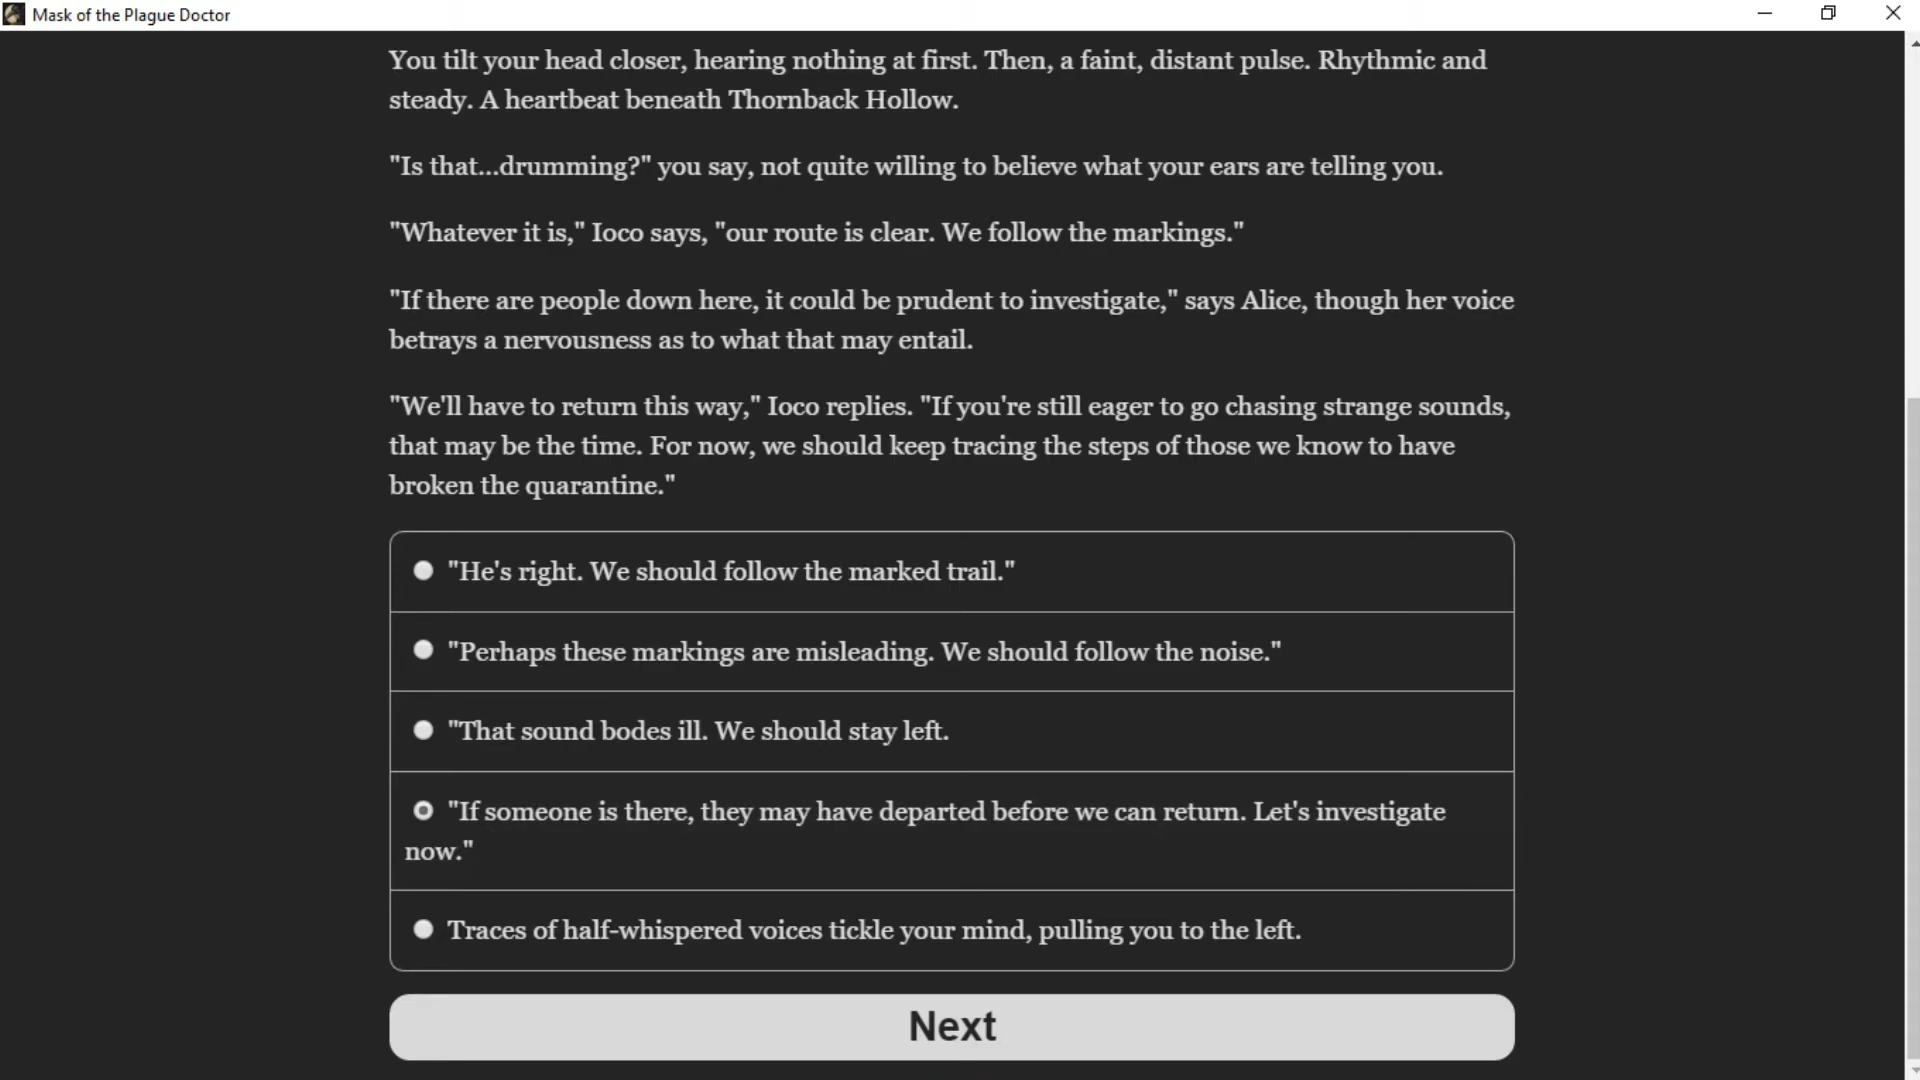 Mask of the Plague Doctor
You tilt your head closer, hearing nothing at first. Then, a faint, distant pulse. Rhythmic and
steady. A heartbeat beneath Thornback Hollow.
"Is that...drumming?" you say, not quite willing to believe what your ears are telling you.
"Whatever it is," Ioco says, "our route is clear. We follow the markings."
"If there are people down here, it could be prudent to investigate," says Alice, though her voice
betrays a nervousness as to what that may entail.
"We'll have to return this way," Ioco replies. "If you're still eager to go chasing strange sounds,
that may be the time. For now, we should keep tracing the steps of those we know to have
broken the quarantine."
"He's right. We should follow the marked trail."
"Perhaps these markings are misleading. We should follow the noise."
"That sound bodes ill. We should stay left.
"If someone is there, they may have departed before we can return. Let's investigate
now."
Traces of half-whispered voices tickle your mind, pulling you to the left.
Next